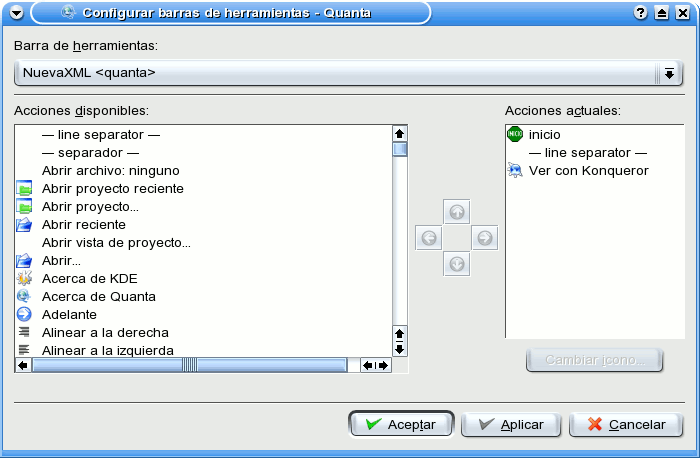 Configurar barras de herramientas - Quanta
Barra de herramientas:
NuevaXML <quanta>
Acciones disponibles:
— line separator —
— separador —
Abrir archivo: ninguno
Abrir proyecto reciente
Abrir proyecto...
Abrir reciente
Abrir vista de proyecto...
Abrir...
Acerca de KDE
Acerca de Quanta
Adelante
Alinear a la derecha
Alinear a la izquierda
Acciones actuales:
INICIO inicio
— line separator —
Ver con Konqueror
Cambiar icono...
Aceptar
Aplicar
Cancelar